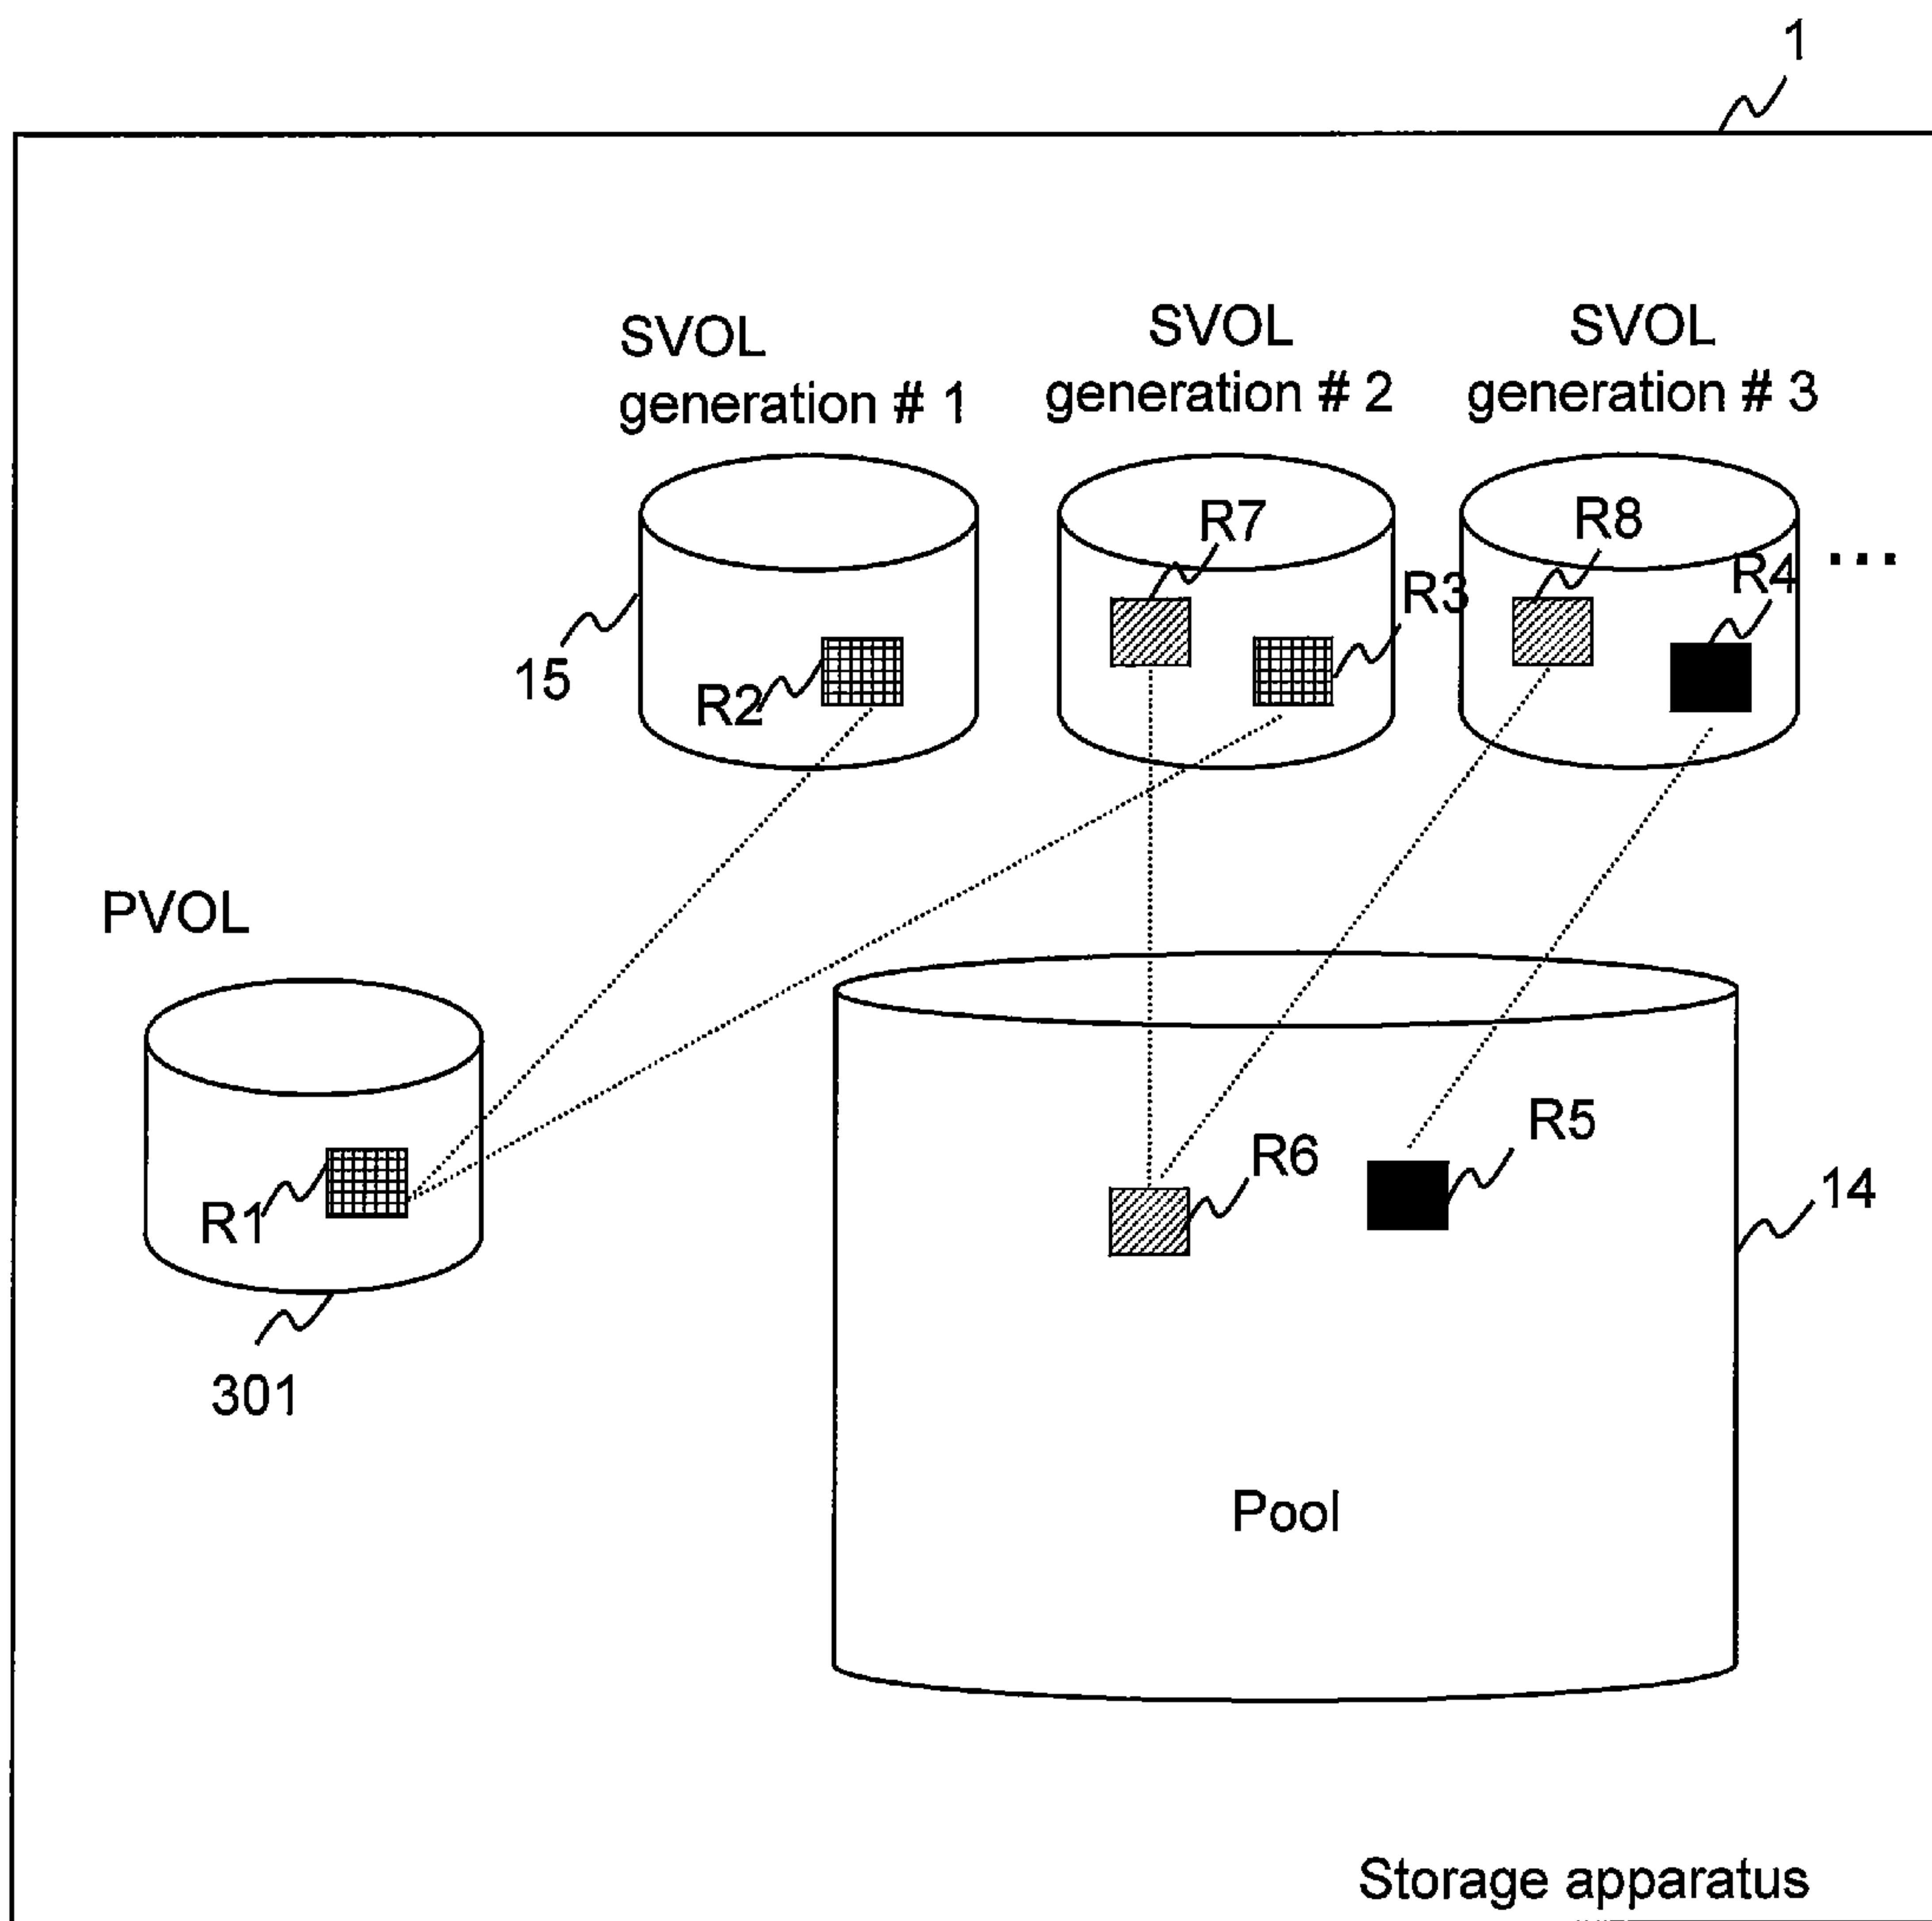 1
SVOL
generation # 1
SVOL
generation # 2
SVOL
generation # 3
R7
R8
...
R3
R4
15
R2
PVOL
R5
R6
14
R1
301
Pool
Storage apparatus